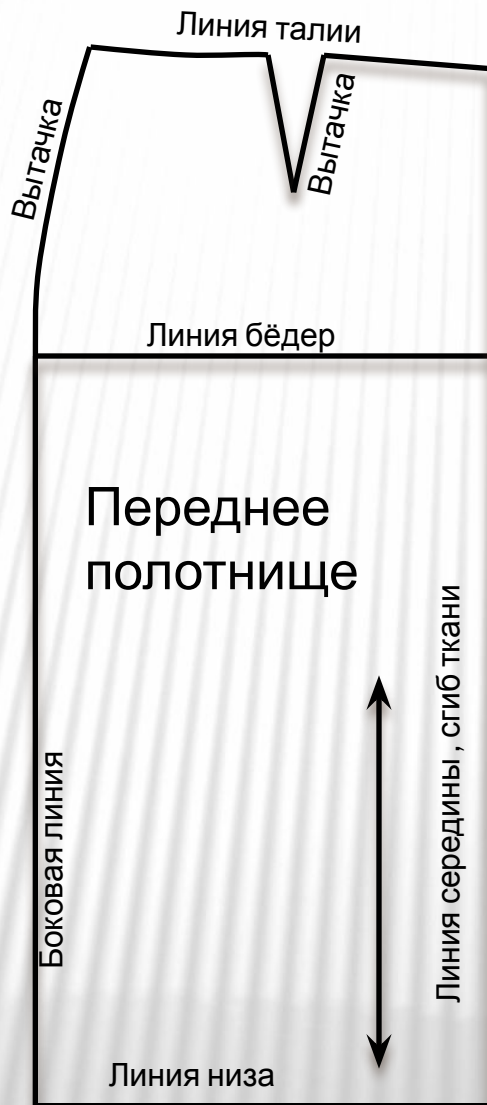 Линия талии
Вытачка
Вытачка
Линия бёдер
Переднее
полотнище
Боковая линия
Линия середины , сгиб ткани
Линия низа